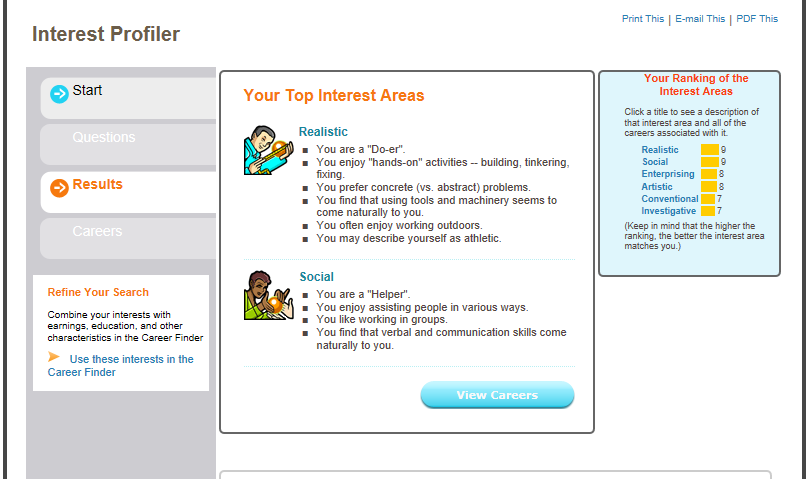 Print This | E-mail This | PDF This
Interest Profiler
Start
Questions
Results
Careers
Refine Your Search
Combine your interests with
earnings, education, and other
characteristics in the Career Finder
Use these interests in the
Career Finder
Your Top Interest Areas
Realistic
You are a "Do-er".
You enjoy "hands-on" activities -- building, tinkering,
fixing.
You prefer concrete (vs. abstract) problems.
You find that using tools and machinery seems to
come naturally to you.
You often enjoy working outdoors.
You may describe yourself as athletic.
Social
You are a "Helper".
You enjoy assisting people in various ways.
You like working in groups.
You find that verbal and communication skills come
naturally to you.
View Careers
Your Ranking of the
Interest Areas
Click a title to see a description of
that interest area and all of the
careers associated with it.
Realistic 9
Social 9
Enterprising 8
Artistic 8
Conventional 7
Investigative 7
(Keep in mind that the higher the
ranking, the better the interest area
matches you.)